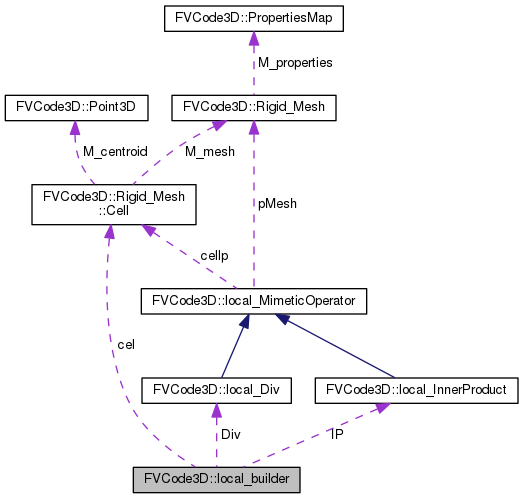 FVCode3D::PropertiesMap
M_properties
FVCode3D::Point3D
FVCode3D::Rigid_Mesh
M_centroid
M_mesh
FVCode3D::Rigid_Mesh
::Cell
pMesh
cellp
FVCode3D::local_MimeticOperator
cel
FVCode3D::local_Div
FVCode3D::local_InnerProduct
Div
IP
FVCode3D::local_builder